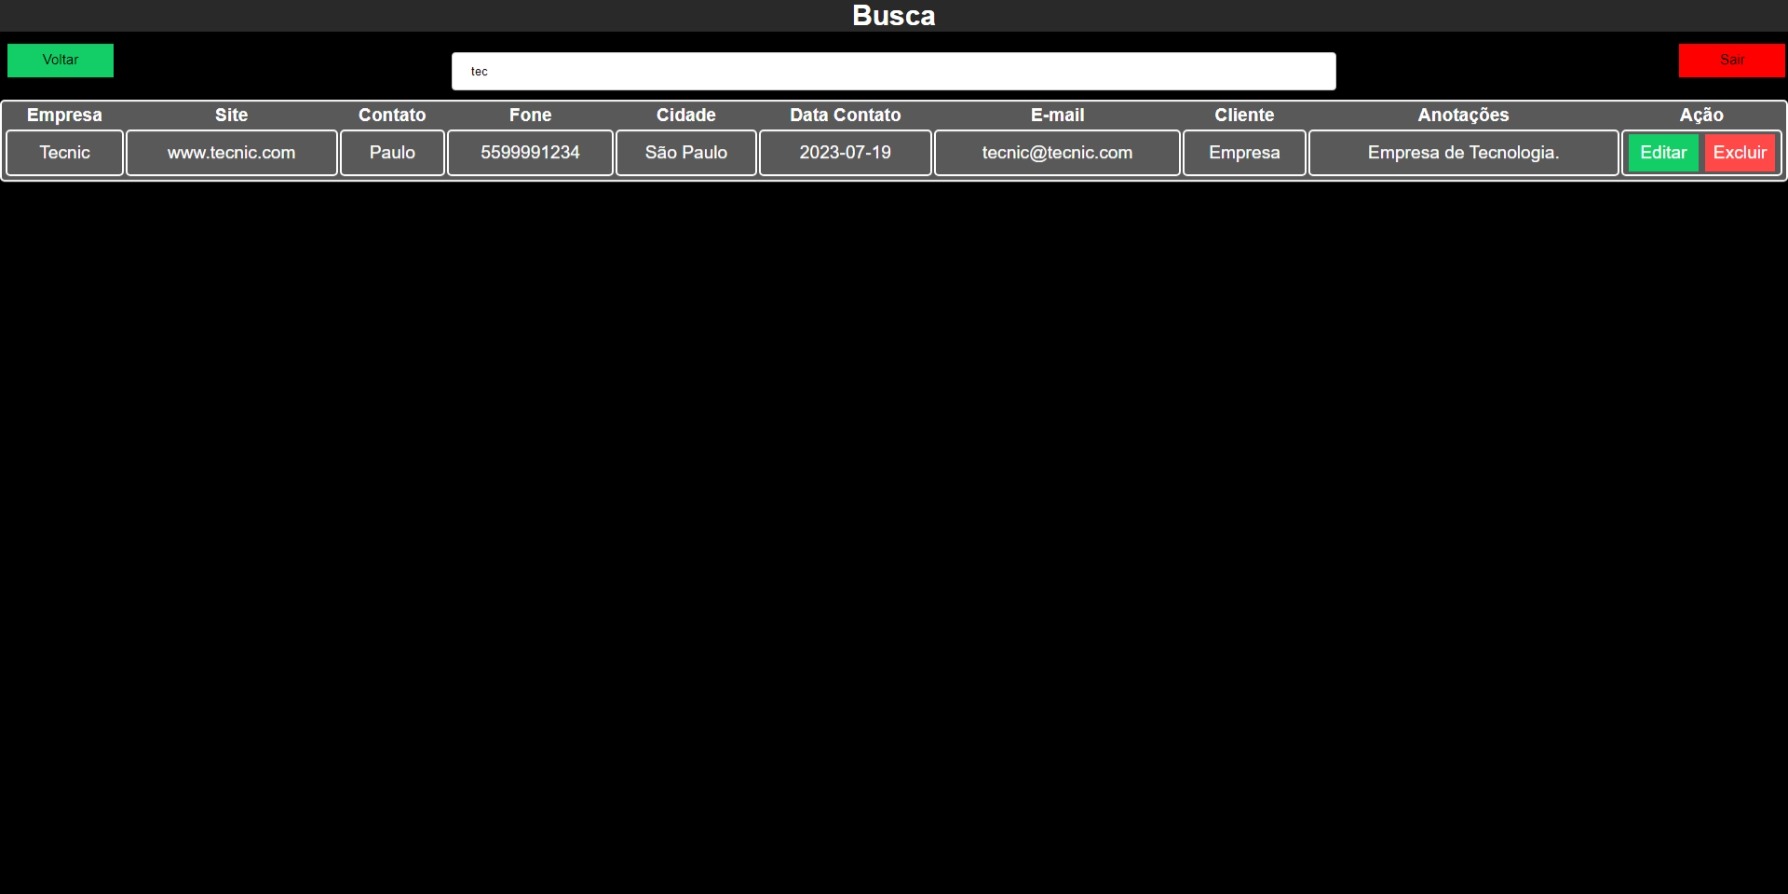 Busca
Voltar
tec
Sair
Empresa Site Contato Fone Cidade Data Contato E-mail Cliente Anotações Ação
Tecnic www.tecnic.com Paulo 5599991234 São Paulo 2023-07-19 tecnic@tecnic.com Empresa Empresa de Tecnologia. Editar Excluir